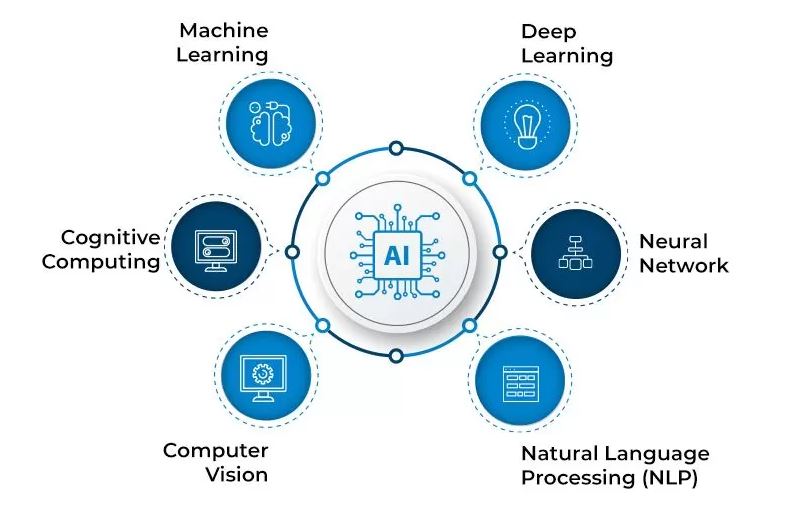 Machine
Learning
Deep
Learning
Cognitive
Computing
AI
Neural
Network
Computer
Vision
Natural Language
Processing (NLP)